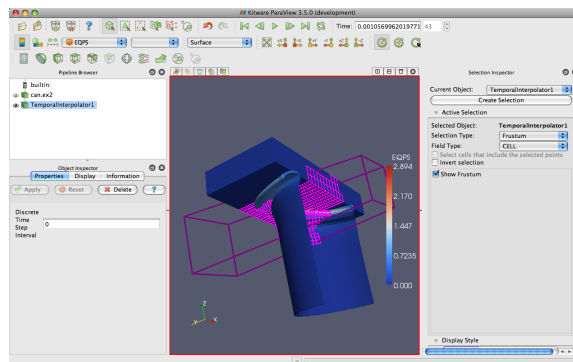 Kitware ParaView 3.5.0 (development)
Time: 0.0010569962019771 43
EQPS Surface
Pipeline Browser
builtin:
can.ex2
TemporalInterpolator1
Object Inspector
Properties Display Information
Apply Reset Delete ?
Discrete
Time
Step
Interval
0
EQPS
2.894
2.170
1.447
0.7235
0.000
Z
Y
X
Selection Inspector
Current Object: TemporalInterpolator1
Create Selection
Active Selection
Selected Object: TemporalInterpolator1
Selection Type: Frustum
Field Type: CELL
Select cells that include the selected points
Invert selection
Show Frustum
Display Style